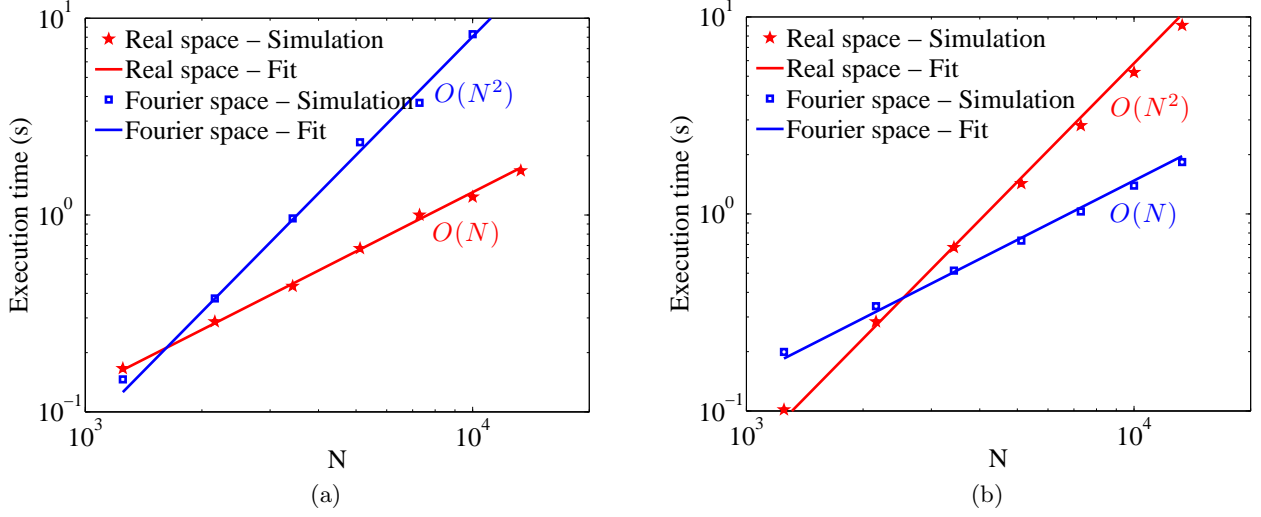 10^1
Real space – Simulation
Real space – Fit
Fourier space – Simulation
Fourier space – Fit
O(N^2)
10^0
O(N)
10^{-1}
10^3
10^4
N
Execution time (s)
(a)
10^1
Real space – Simulation
Real space – Fit
Fourier space – Simulation
Fourier space – Fit
O(N^2)
10^0
O(N)
10^{-1}
10^3
10^4
N
Execution time (s)
(b)